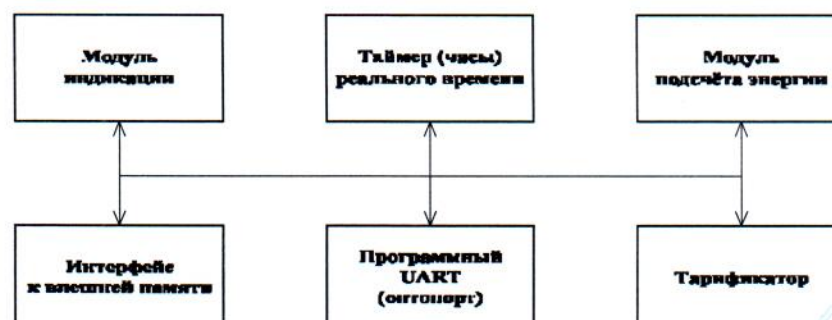 Модуль
индикации
Таймер (часы)
реального времени
Модуль
подсчёта энергии
Интерфейс
к внешней памяти
Программный
UART
(оптопорт)
Тарификатор